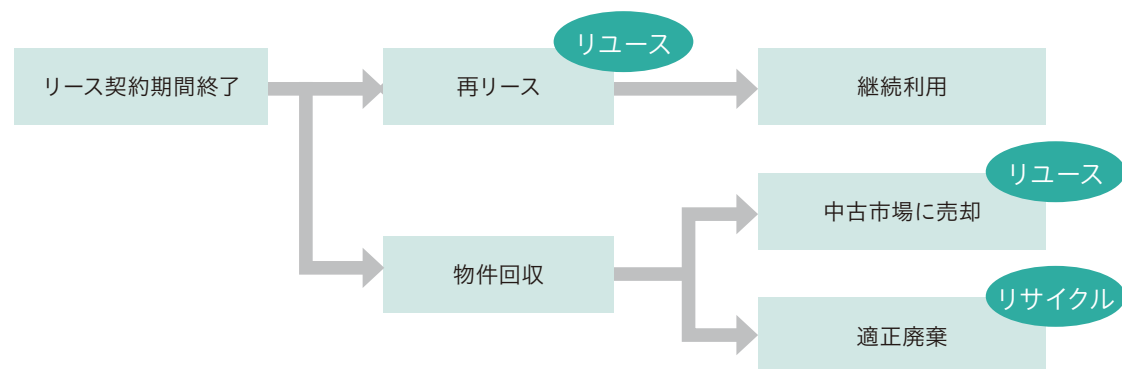 リユース
リース契約期間終了
再リース
継続利用
リユース
中古市場に売却
物件回収
リサイクル
適正廃棄